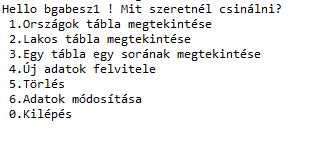 Hello bgabesz1 ! Mit szeretnél csinálni?
1.Országok tábla megtekintése
2.Lakos tábla megtekintése
3.Egy tábla egy sorának megtekintése
4.Új adatok felvitele
5.Törlés
6.Adatok módosítása
0.Kilépés